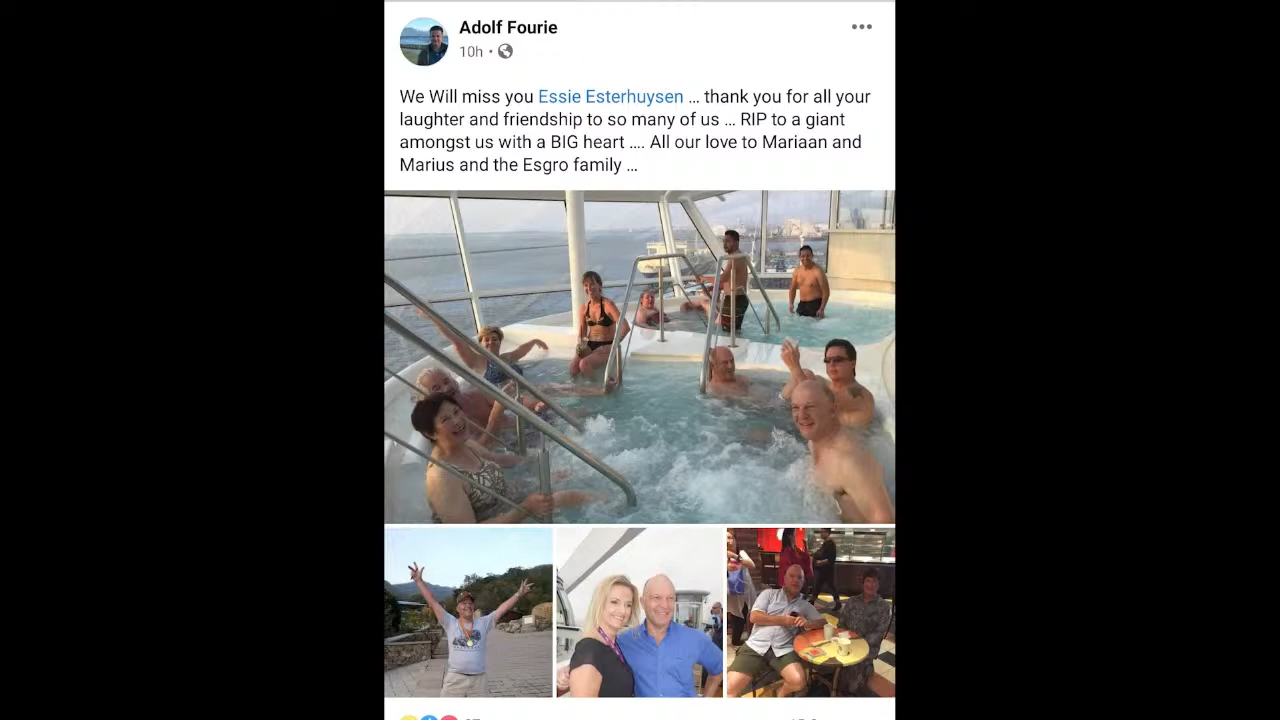 Adolf Fourie
10h
We Will miss you Essie Esterhuysen ... thank you for all your
laughter and friendship to so many of us ... RIP to a giant
amongst us with a BIG heart .... All our love to Mariaan and
Marius and the Esgro family ...